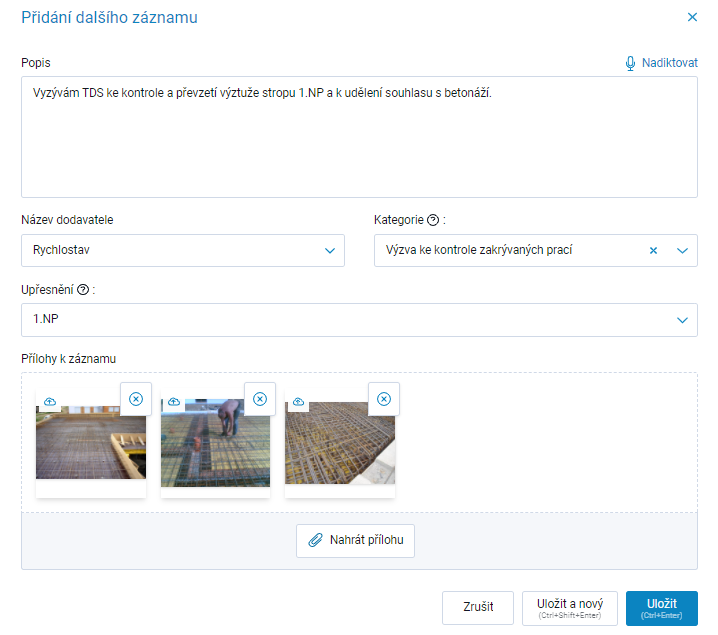 Přidání dalšího záznamu
Popis
Nadiktovat
Vyzývám TDS ke kontrole a převzetí výztuže stropu 1.NP a k udělení souhlasu s betonáží.
Název dodavatele
Kategorie ? :
Rychlostav
Výzva ke kontrole zakrývaných prací
Upřesnění ? :
1.NP
Přílohy k záznamu
Nahrát přílohu
Zrušit
Uložit a nový
(Ctrl+Shift+Enter)
Uložit
(Ctrl+Enter)